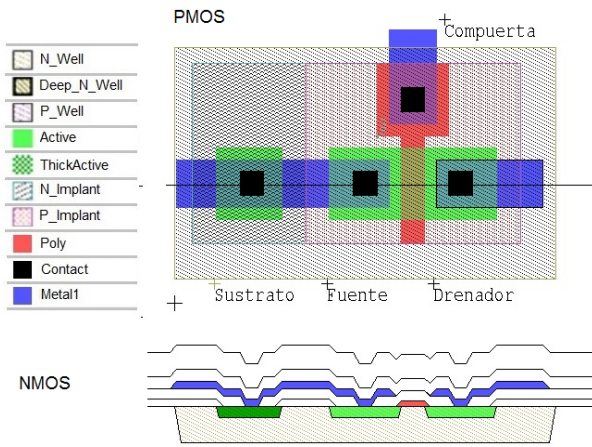 PMOS
Compuerta
N_Well
Deep_N_Well
P_Well
Active
ThickActive
N_Implant
P_Implant
Poly
Contact
Metal1
Sustrato
Fuente
Drenador
NMOS